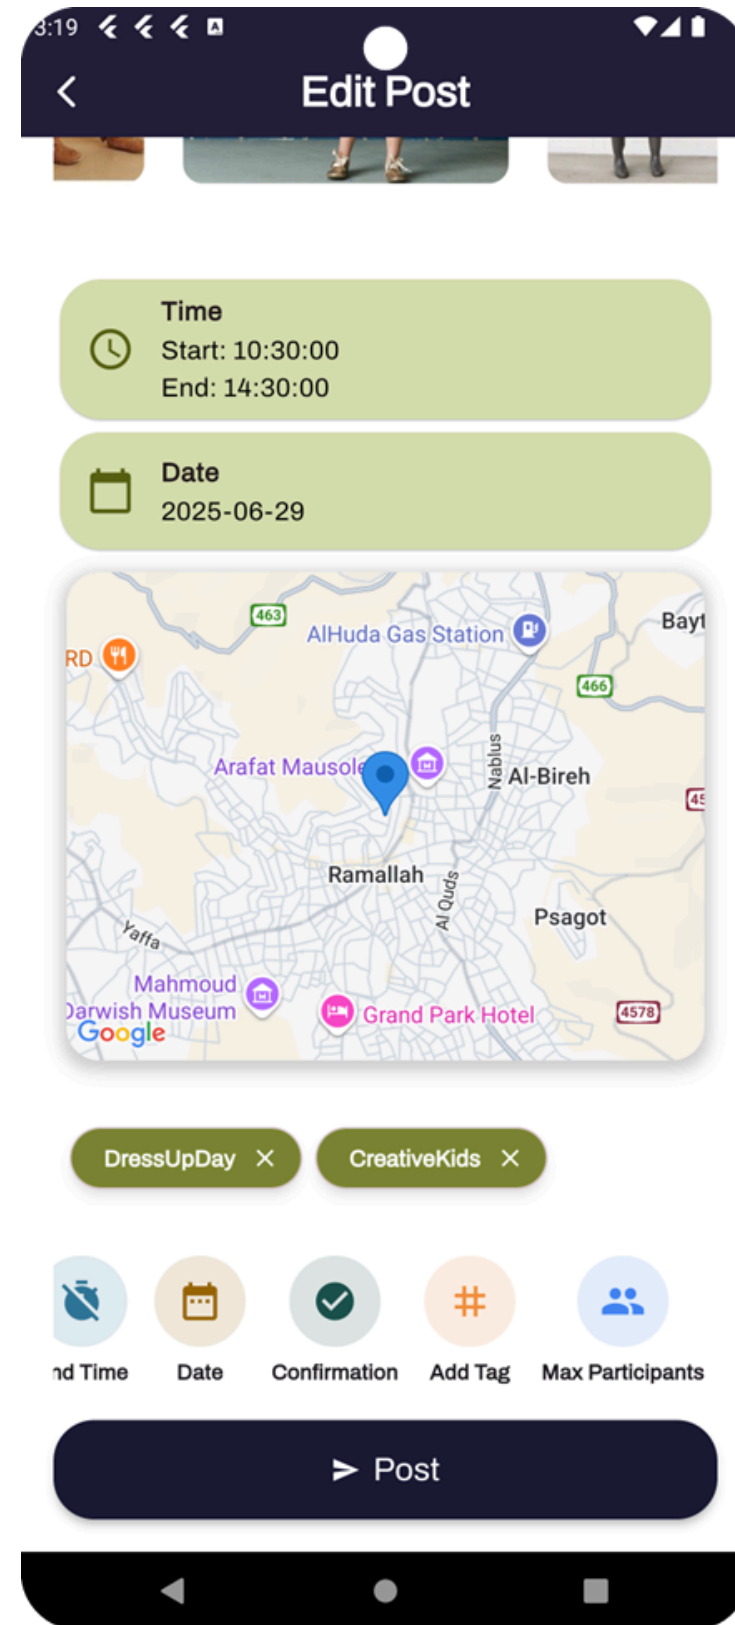 3:19
Edit Post
Time
Start: 10:30:00
End: 14:30:00
Date
2025-06-29
463
AlHuda Gas Station
Bayt
RD
466
Nablus
Arafat Mausole
Al-Bireh
45
Ramallah
Al Quds
Psagot
Yaffa
Mahmoud
Darwish Museum
Grand Park Hotel
4578
Google
DressUpDay
CreativeKids
nd Time
Date
Confirmation
Add Tag
Max Participants
Post